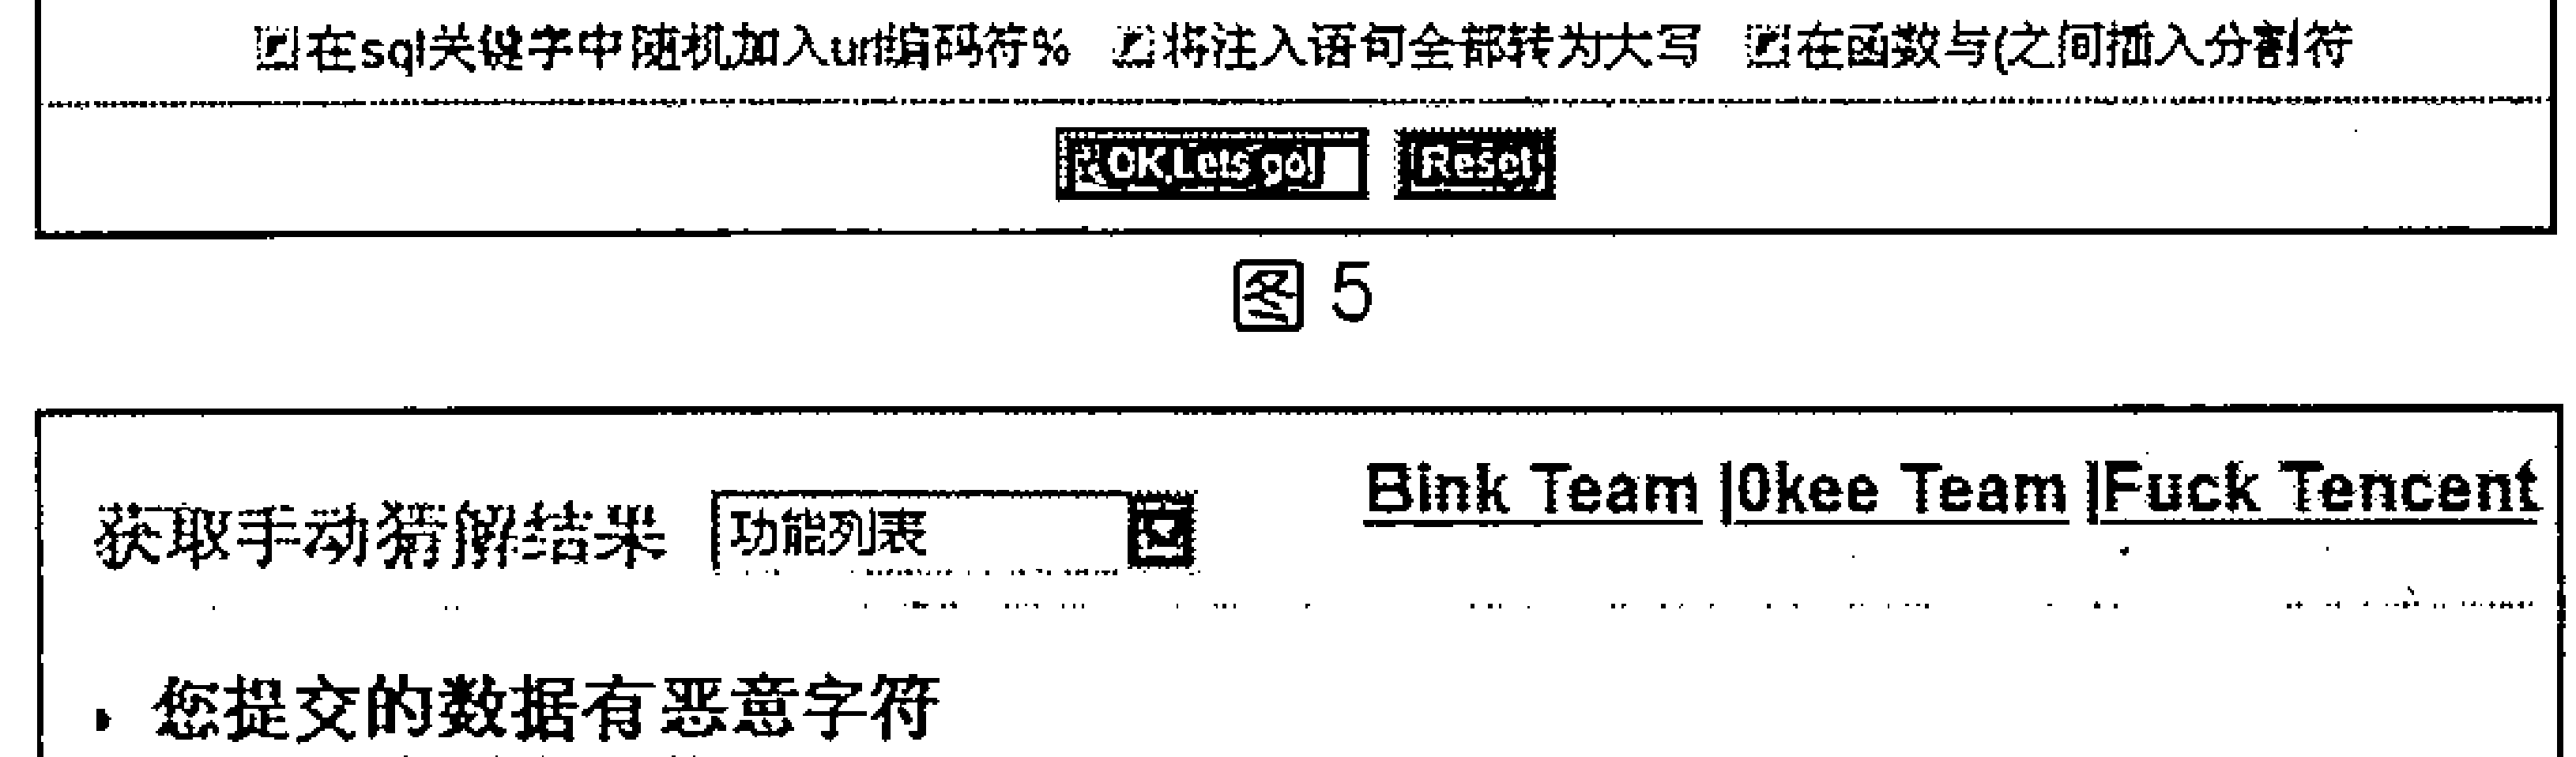 在sql关键字中随机加入url编码符% 将注入语句全部转为大写 在函数与(之间插入分割符
OK,Lets go! Reset
图 5
获取手动猜解结果 功能列表 Bink Team |0kee Team |Fuck Tencent
您提交的数据有恶意字符